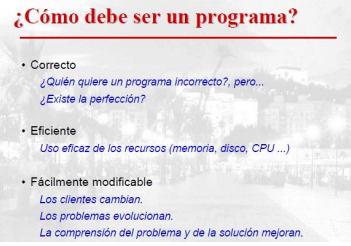 ¿Cómo debe ser un programa?
• Correcto
¿Quién quiere un programa incorrecto?, pero...
¿Existe la perfección?
• Eficiente
Uso eficaz de los recursos (memoria, disco, CPU ...)
• Fácilmente modificable
Los clientes cambian.
Los problemas evolucionan.
La comprensión del problema y de la solución mejoran.